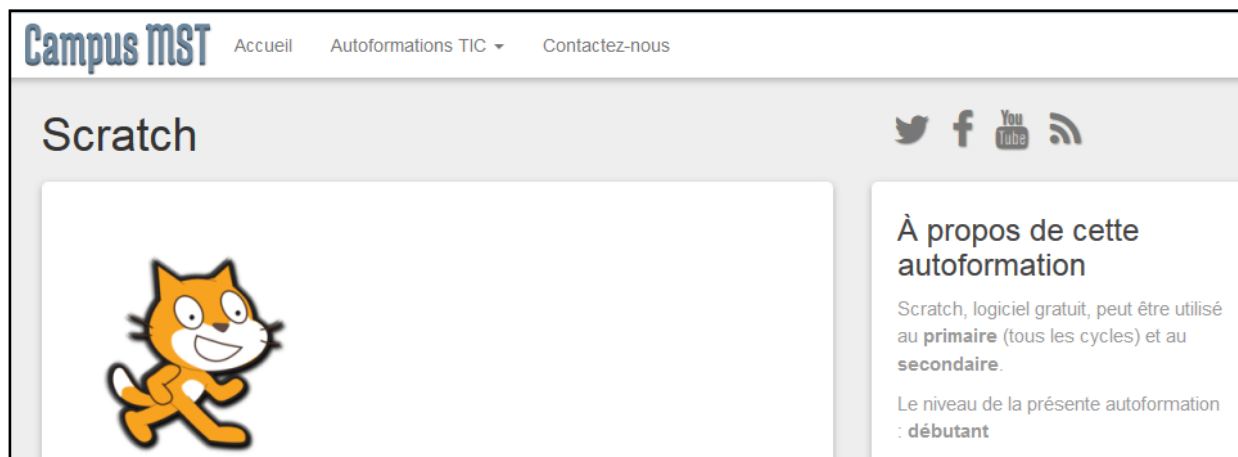 Campus MST Accueil Autoformations TIC Contactez-nous
Scratch
You
Tube
À propos de cette
autoformation
Scratch, logiciel gratuit, peut être utilisé
au primaire (tous les cycles) et au
secondaire.
Le niveau de la présente autoformation
: débutant